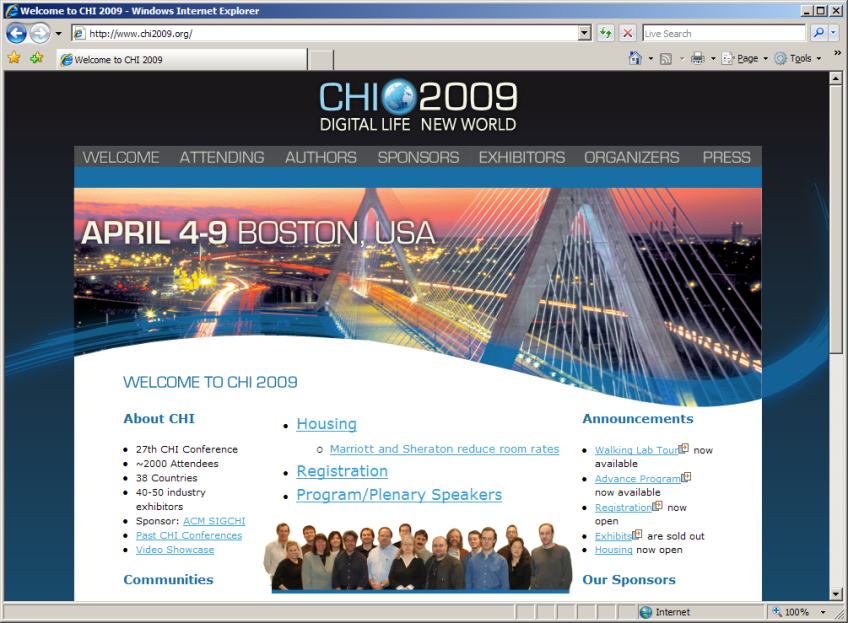 Welcome to CHI 2009 - Windows Internet Explorer
http://www.chi2009.org/
Live Search
Welcome to CHI 2009
Page
Tools
CHI 2009
DIGITAL LIFE NEW WORLD
WELCOME ATTENDING AUTHORS SPONSORS EXHIBITORS ORGANIZERS PRESS
APRIL 4-9 BOSTON, USA
WELCOME TO CHI 2009
About CHI
27th CHI Conference
~2000 Attendees
38 Countries
40-50 industry
exhibitors
Sponsor: ACM SIGCHI
Past CHI Conferences
Video Showcase
Communities
Housing
Marriott and Sheraton reduce room rates
Registration
Program/Plenary Speakers
Announcements
Walking Lab Tour now
available
Advance Program
now available
Registration now
open
Exhibits are sold out
Housing now open
Our Sponsors
Internet
100%